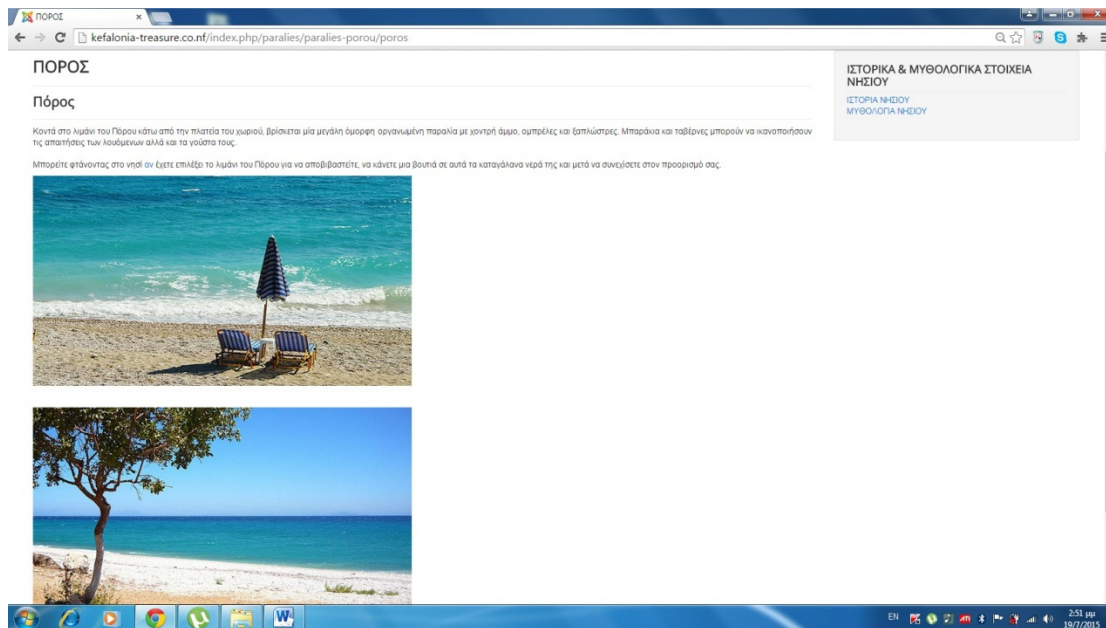 ΠΟΡΟΣ
kefalonia-treasure.co.nf/index.php/paralies/paralies-porou/poros
ΠΟΡΟΣ
Πόρος
Κοντά στο λιμάνι του Πόρου κάτω από την πλατεία του χωριού, βρίσκεται μία μεγάλη όμορφη οργανωμένη παραλία με χοντρή άμμο, ομπρέλες και ξαπλώστρες. Μπαράκια και ταβέρνες μπορούν να ικανοποιήσουν
τις απαιτήσεις των λουόμενων αλλά και τα γούστα τους.
Μπορείτε φτάνοντας στο νησί αν έχετε επιλέξει το λιμάνι του Πόρου για να αποβιβαστείτε, να κάνετε μια βουτιά σε αυτά τα καταγάλανα νερά της και μετά να συνεχίσετε στον προορισμό σας.
ΙΣΤΟΡΙΚΑ & ΜΥΘΟΛΟΓΙΚΑ ΣΤΟΙΧΕΙΑ
ΝΗΣΙΟΥ
ΙΣΤΟΡΙΑ ΝΗΣΙΟΥ
ΜΥΘΟΛΟΓΙΑ ΝΗΣΙΟΥ
EN
2:51 μμ
19/7/2015